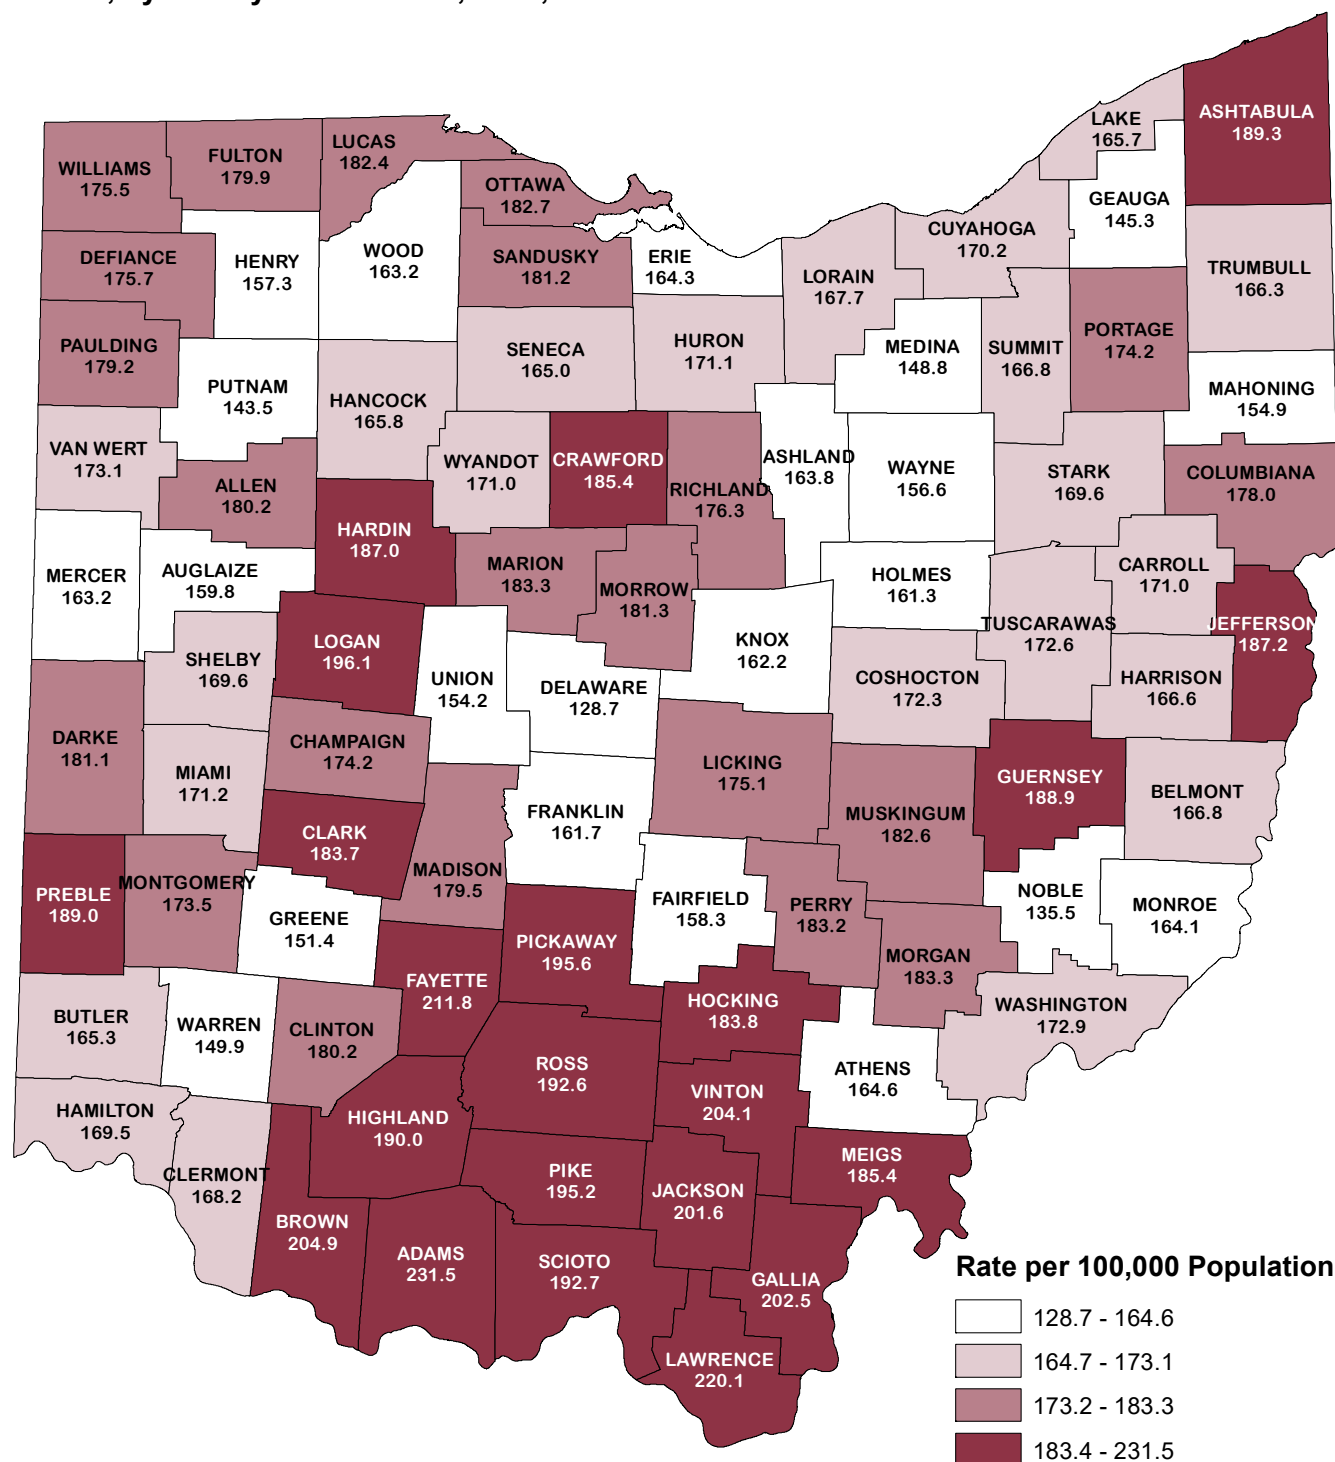 LAKE
165.7
ASHTABULA
189.3
WILLIAMS
175.5
FULTON
179.9
LUCAS
182.4
OTTAWA
182.7
GEAUGA
145.3
CUYAHOGA
170.2
DEFIANCE
175.7
HENRY
157.3
WOOD
163.2
SANDUSKY
181.2
ERIE
164.3
LORAIN
167.7
TRUMBULL
166.3
PAULDING
179.2
PUTNAM
143.5
HANCOCK
165.8
SENECA
165.0
HURON
171.1
MEDINA
148.8
SUMMIT
166.8
PORTAGE
174.2
MAHONING
154.9
VAN WERT
173.1
ALLEN
180.2
WYANDOT
171.0
CRAWFORD
185.4
RICHLAND
176.3
ASHLAND
163.8
WAYNE
156.6
STARK
169.6
COLUMBIANA
178.0
MERCER
163.2
AUGLAIZE
159.8
HARDIN
187.0
MARION
183.3
MORROW
181.3
HOLMES
161.3
CARROLL
171.0
JEFFERSON
187.2
SHELBY
169.6
LOGAN
196.1
UNION
154.2
DELAWARE
128.7
KNOX
162.2
COSHOCTON
172.3
TUSCARAWAS
172.6
HARRISON
166.6
DARKE
181.1
MIAMI
171.2
CHAMPAIGN
174.2
LICKING
175.1
MUSKINGUM
182.6
GUERNSEY
188.9
BELMONT
166.8
CLARK
183.7
FRANKLIN
161.7
MADISON
179.5
PREBLE
189.0
MONTGOMERY
173.5
GREENE
151.4
FAIRFIELD
158.3
PERRY
183.2
NOBLE
135.5
MONROE
164.1
PICKAWAY
195.6
FAYETTE
211.8
MORGAN
183.3
BUTLER
165.3
WARREN
149.9
CLINTON
180.2
HOCKING
183.8
WASHINGTON
172.9
ROSS
192.6
ATHENS
164.6
VINTON
204.1
HAMILTON
169.5
HIGHLAND
190.0
CLERMONT
168.2
PIKE
195.2
JACKSON
201.6
MEIGS
185.4
BROWN
204.9
ADAMS
231.5
SCIOTO
192.7
GALLIA
202.5
LAWRENCE
220.1
Rate per 100,000 Population
128.7 - 164.6
164.7 - 173.1
173.2 - 183.3
183.4 - 231.5